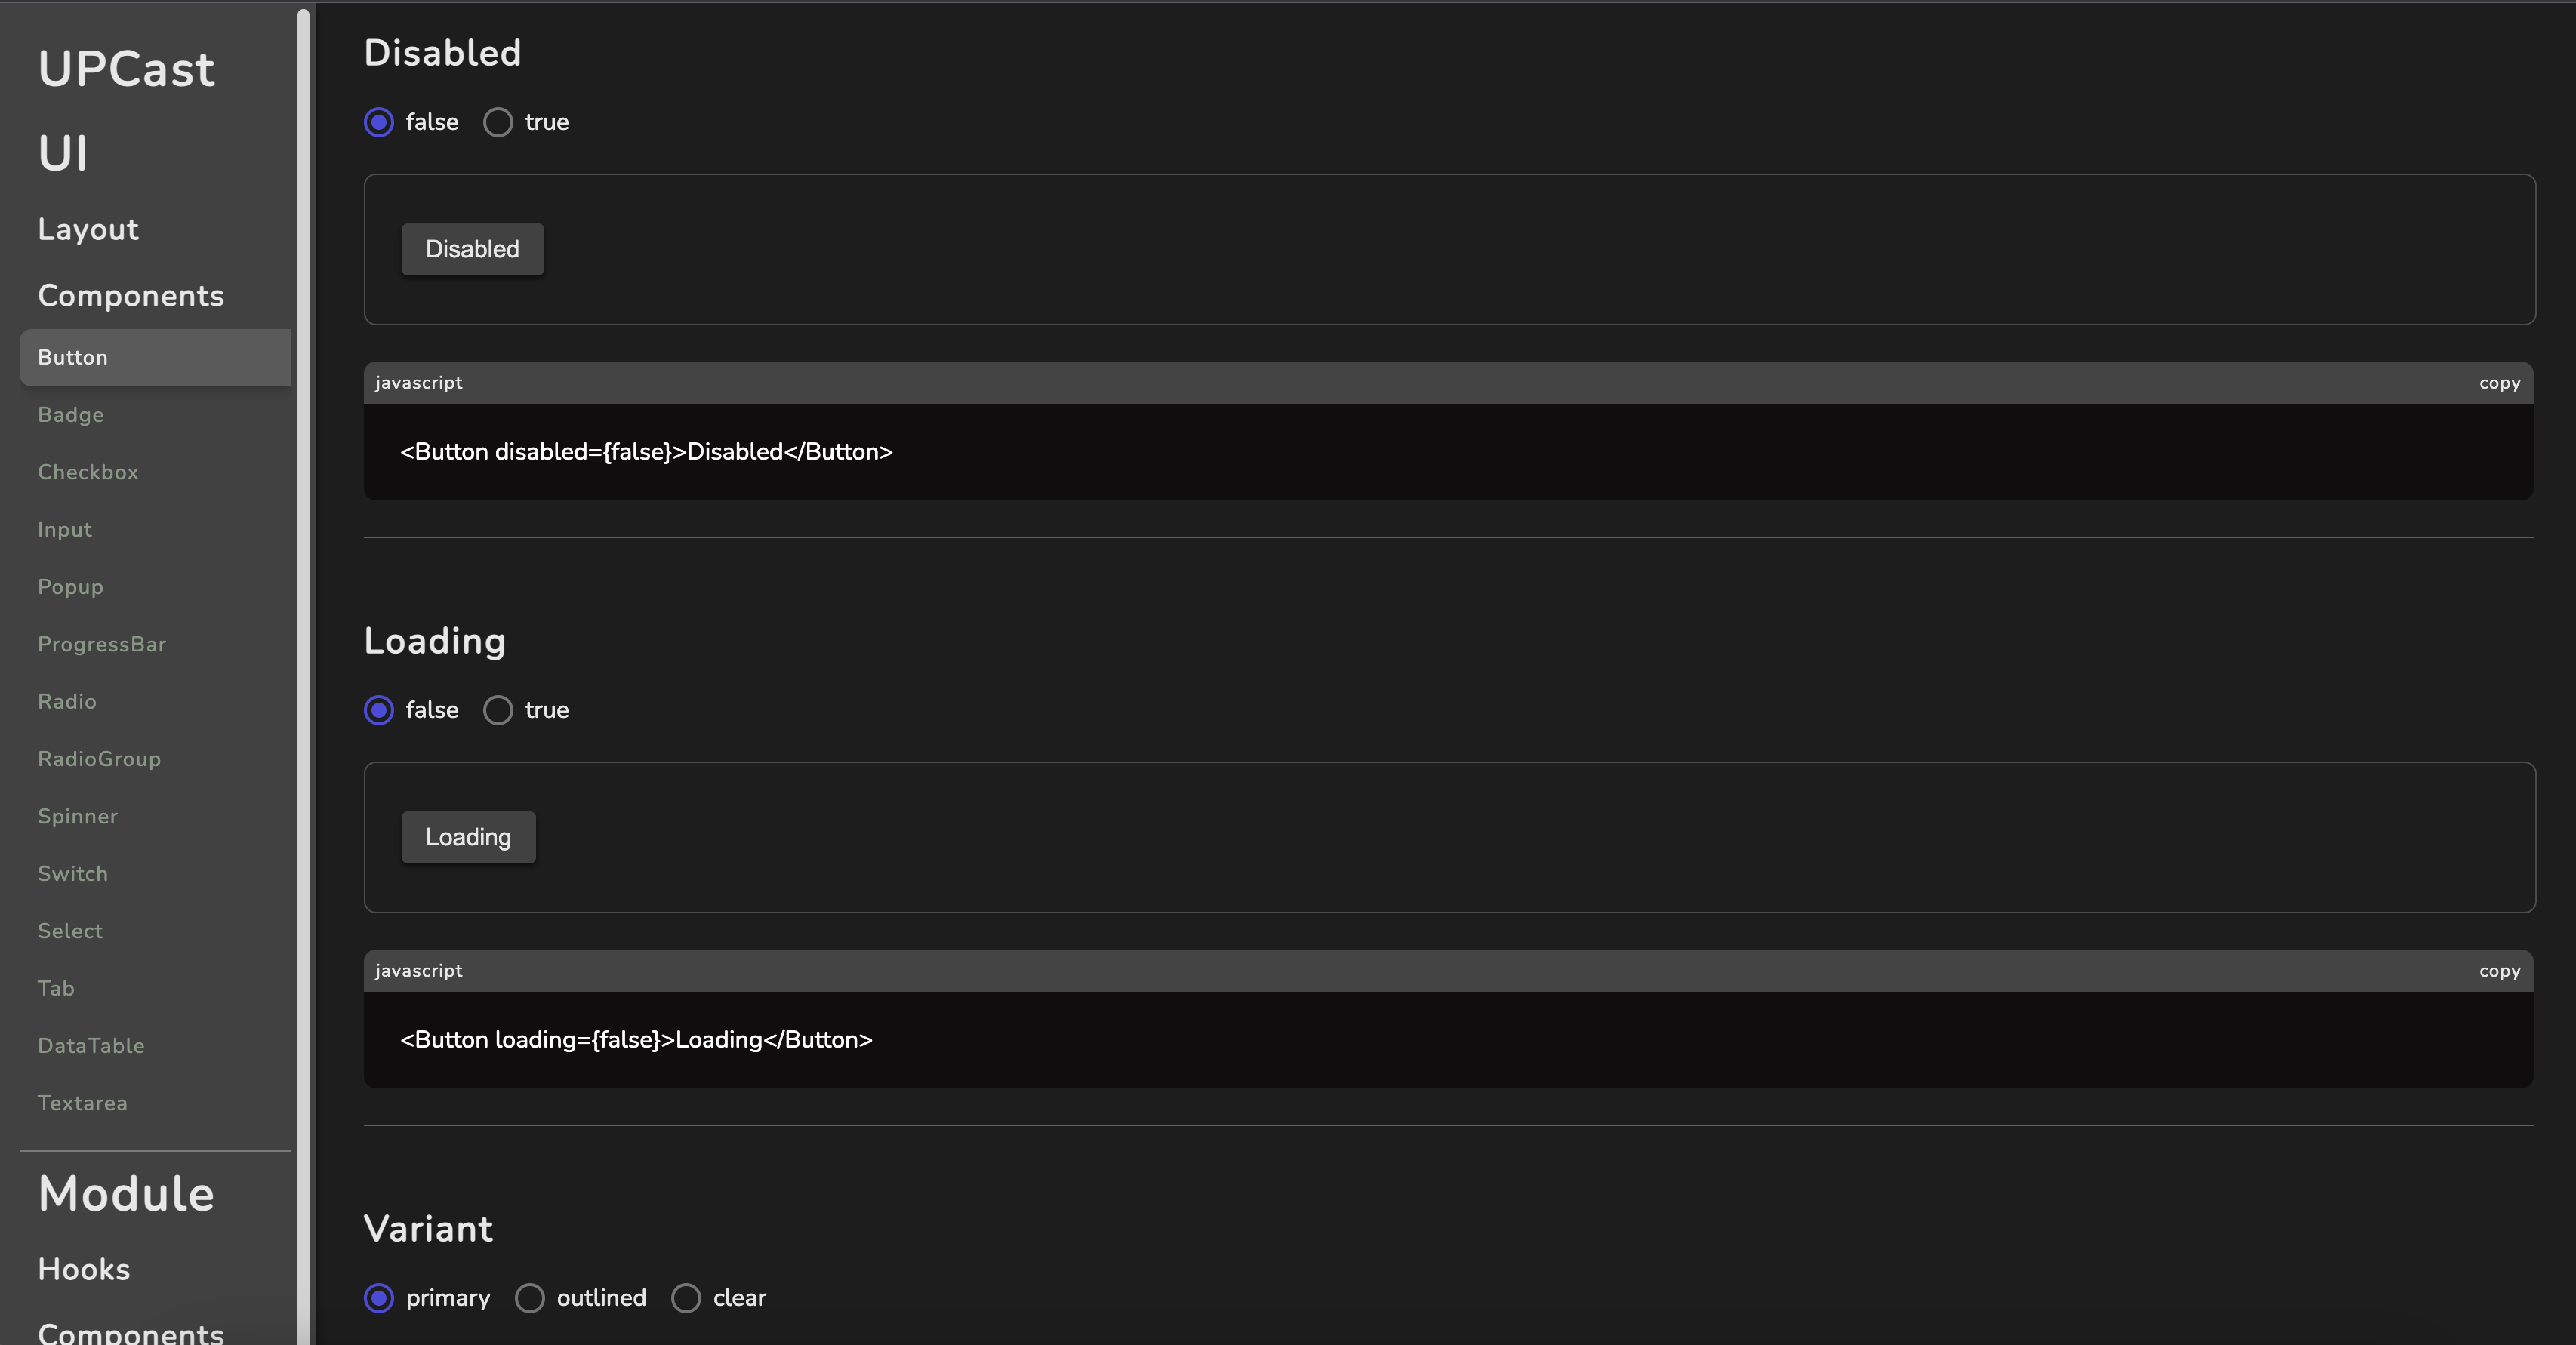 UPCast
UI
Layout
Components
Button
Badge
Checkbox
Input
Popup
ProgressBar
Radio
RadioGroup
Spinner
Switch
Select
Tab
DataTable
Textarea
Module
Hooks
Components
Disabled
false true
Disabled
javascript copy
<Button disabled={false}>Disabled</Button>
Loading
false true
Loading
javascript copy
<Button loading={false}>Loading</Button>
Variant
primary outlined clear